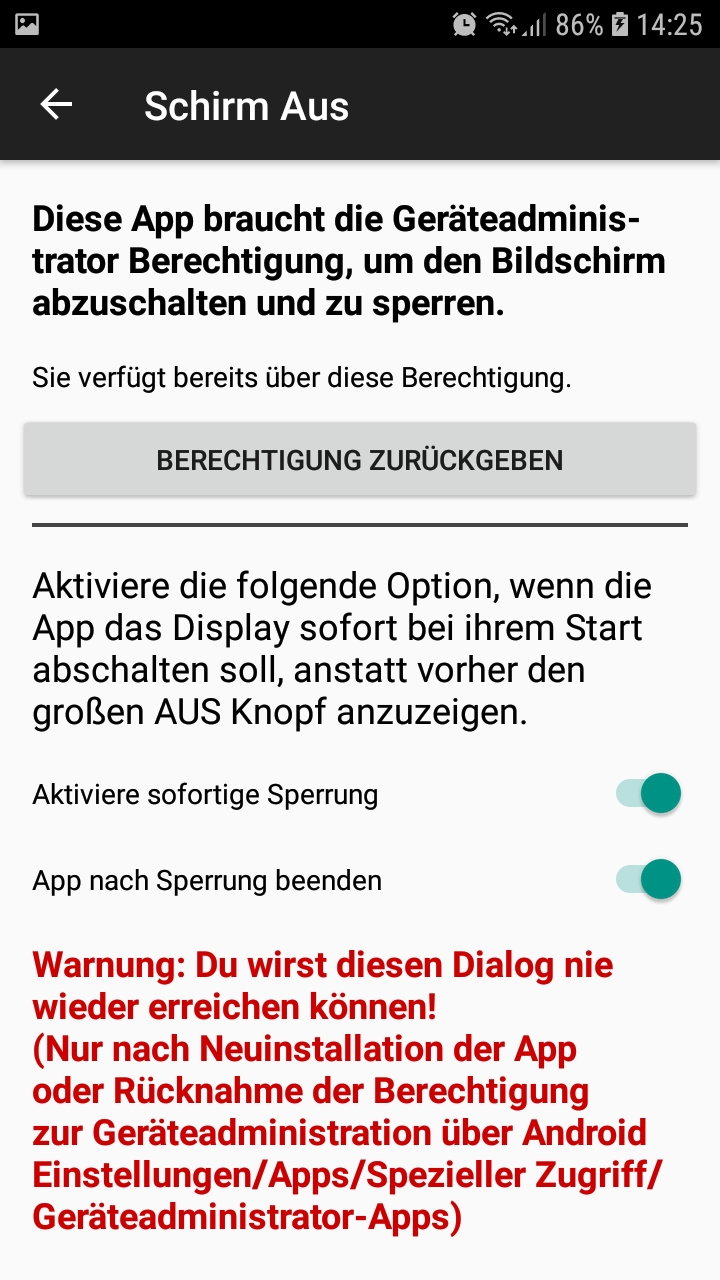 86% 14:25
Schirm Aus
Diese App braucht die Geräteadminis-
trator Berechtigung, um den Bildschirm
abzuschalten und zu sperren.
Sie verfügt bereits über diese Berechtigung.
BERECHTIGUNG ZURÜCKGEBEN
Aktiviere die folgende Option, wenn die
App das Display sofort bei ihrem Start
abschalten soll, anstatt vorher den
großen AUS Knopf anzuzeigen.
Aktiviere sofortige Sperrung
App nach Sperrung beenden
Warnung: Du wirst diesen Dialog nie
wieder erreichen können!
(Nur nach Neuinstallation der App
oder Rücknahme der Berechtigung
zur Geräteadministration über Android
Einstellungen/Apps/Spezieller Zugriff/
Geräteadministrator-Apps)